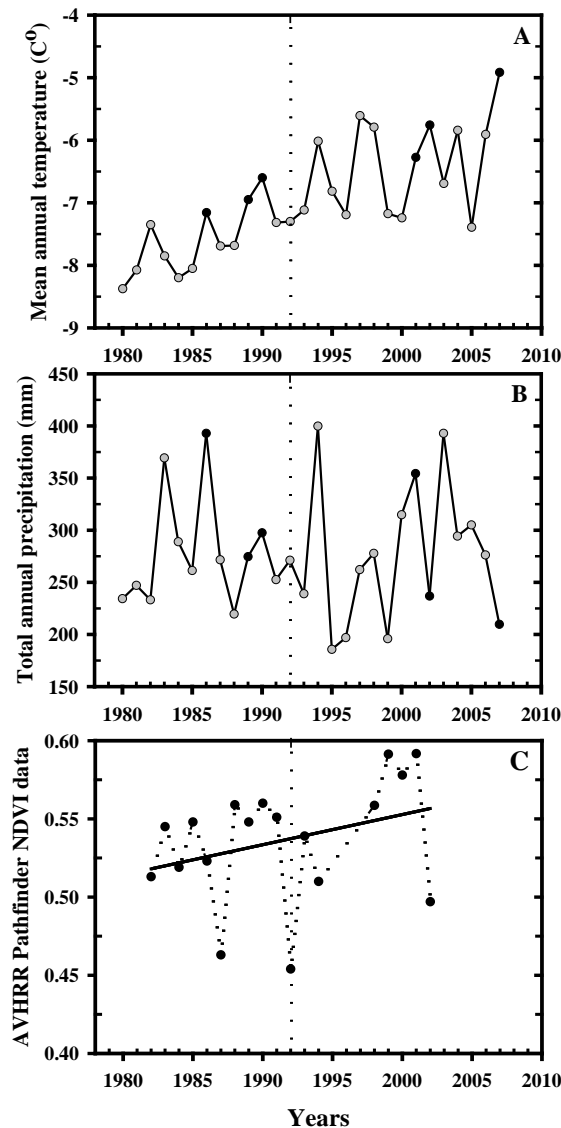 Mean annual temperature (C⁰)
-4
-5
-6
-7
-8
-9
A
1980 1985 1990 1995 2000 2005 2010
Total annual precipitation (mm)
450
400
350
300
250
200
150
B
1980 1985 1990 1995 2000 2005 2010
AVHRR Pathfinder NDVI data
0.60
0.55
0.50
0.45
0.40
C
1980 1985 1990 1995 2000 2005 2010
Years